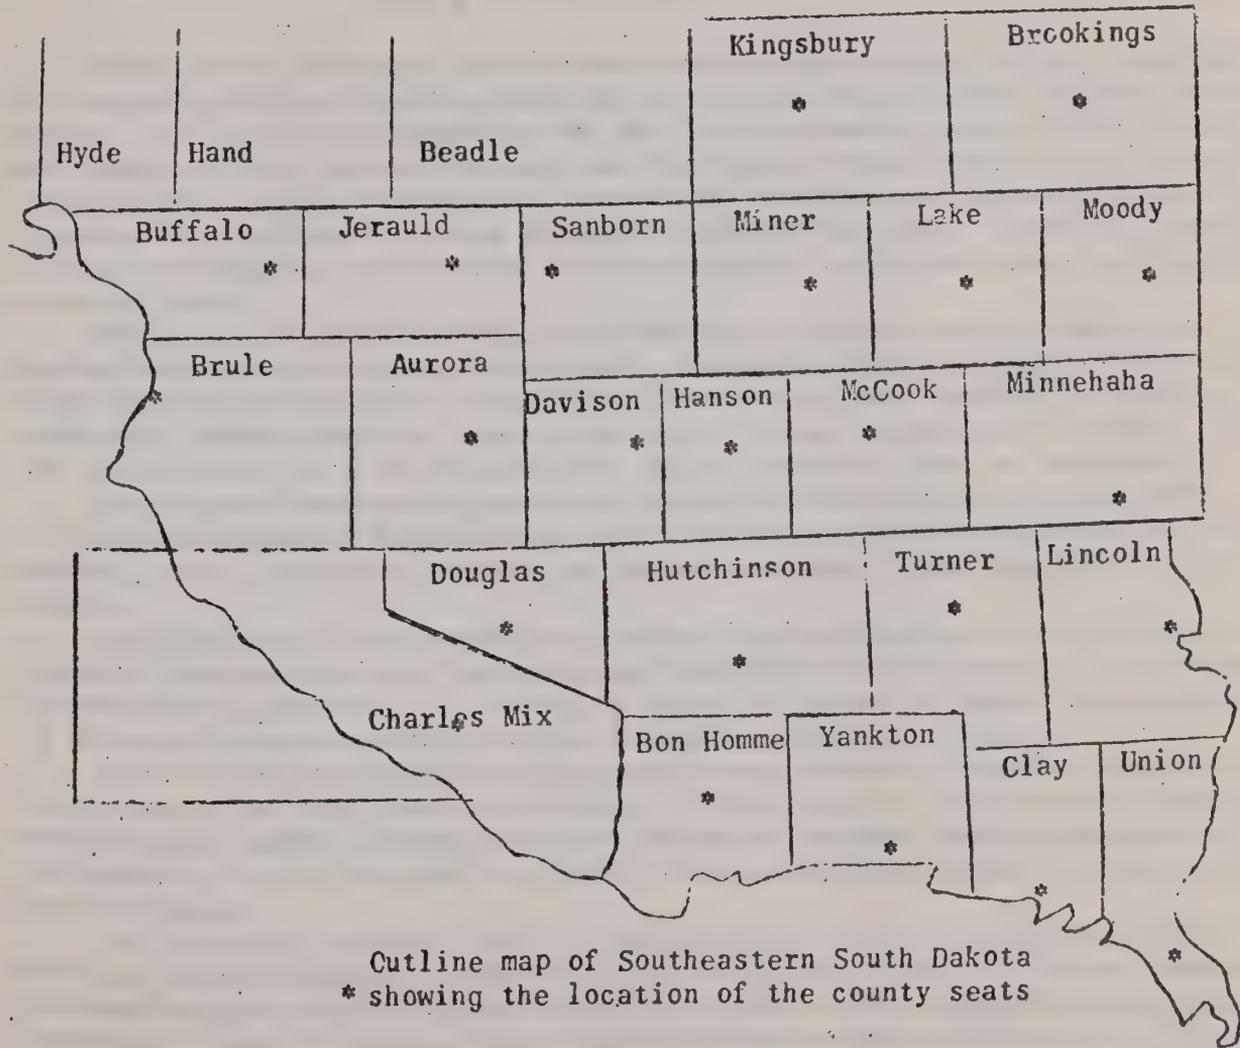 Kingsbury
Brookings
*
*
Hyde
Hand
Beadle
Buffalo
Jerauld
Sanborn
Miner
Lake
Moody
*
*
*
*
*
*
Brule
Aurora
Davison
Hanson
McCook
Minnehaha
*
*
*
*
*
*
Douglas
Hutchinson
Turner
Lincoln
*
*
*
*
Charles Mix
*
Bon Homme
Yankton
Clay
Union
*
*
*
*
Outline map of Southeastern South Dakota
* showing the location of the county seats